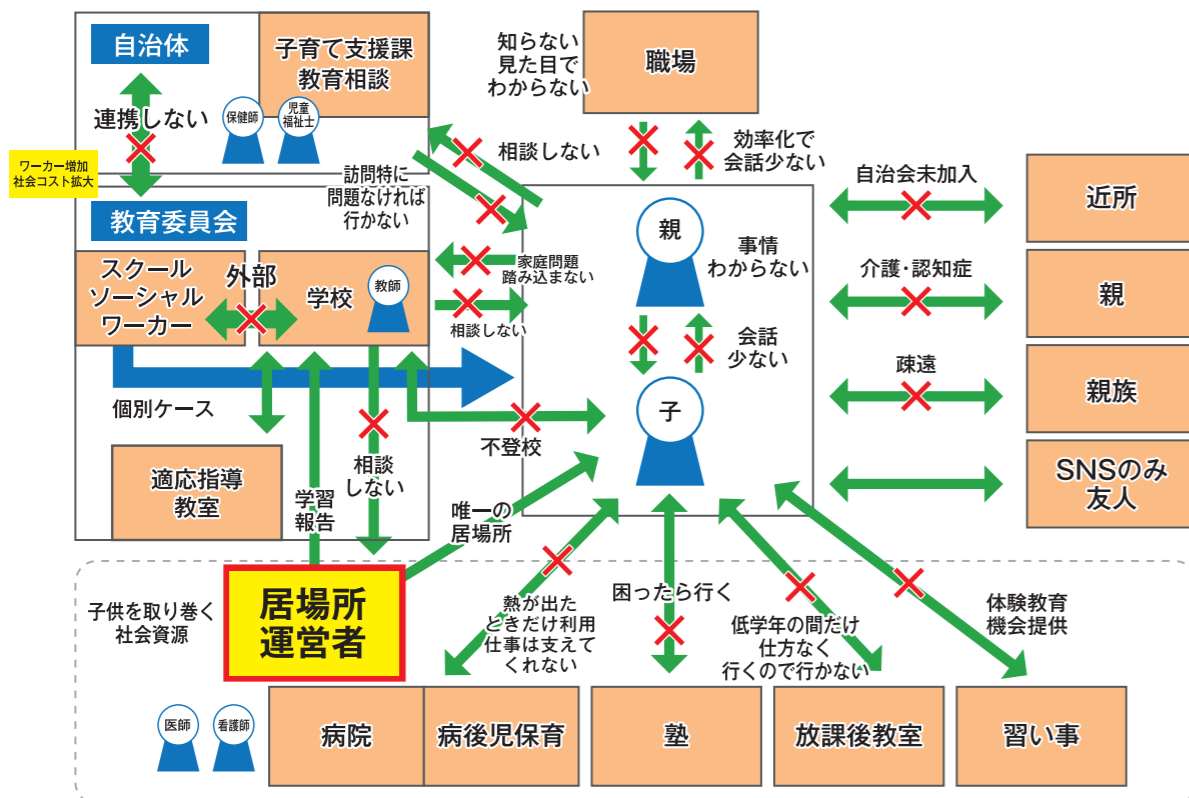 自治体
連携しない
ワーカー増加
社会コスト拡大
子育て支援課
教育相談
保健師
児童
福祉士
訪問特に
問題なければ
行かない
相談しない
知らない
見た目で
わからない
職場
効率化で
会話少ない
教育委員会
スクール
ソーシャル
ワーカー
外部
学校
教師
家庭問題
踏み込まない
相談しない
個別ケース
適応指導
教室
学習
報告
相談
しない
不登校
唯一の
居場所
親
事情
わからない
会話
少ない
子
自治会未加入
近所
介護・認知症
親
疎遠
親族
SNSのみ
友人
子供を取り巻く
社会資源
居場所
運営者
熱が出た
ときだけ利用
仕事は支えて
くれない
困ったら行く
低学年の間だけ
仕方なく
行くので行かない
体験教育
機会提供
医師
看護師
病院
病後児保育
塾
放課後教室
習い事